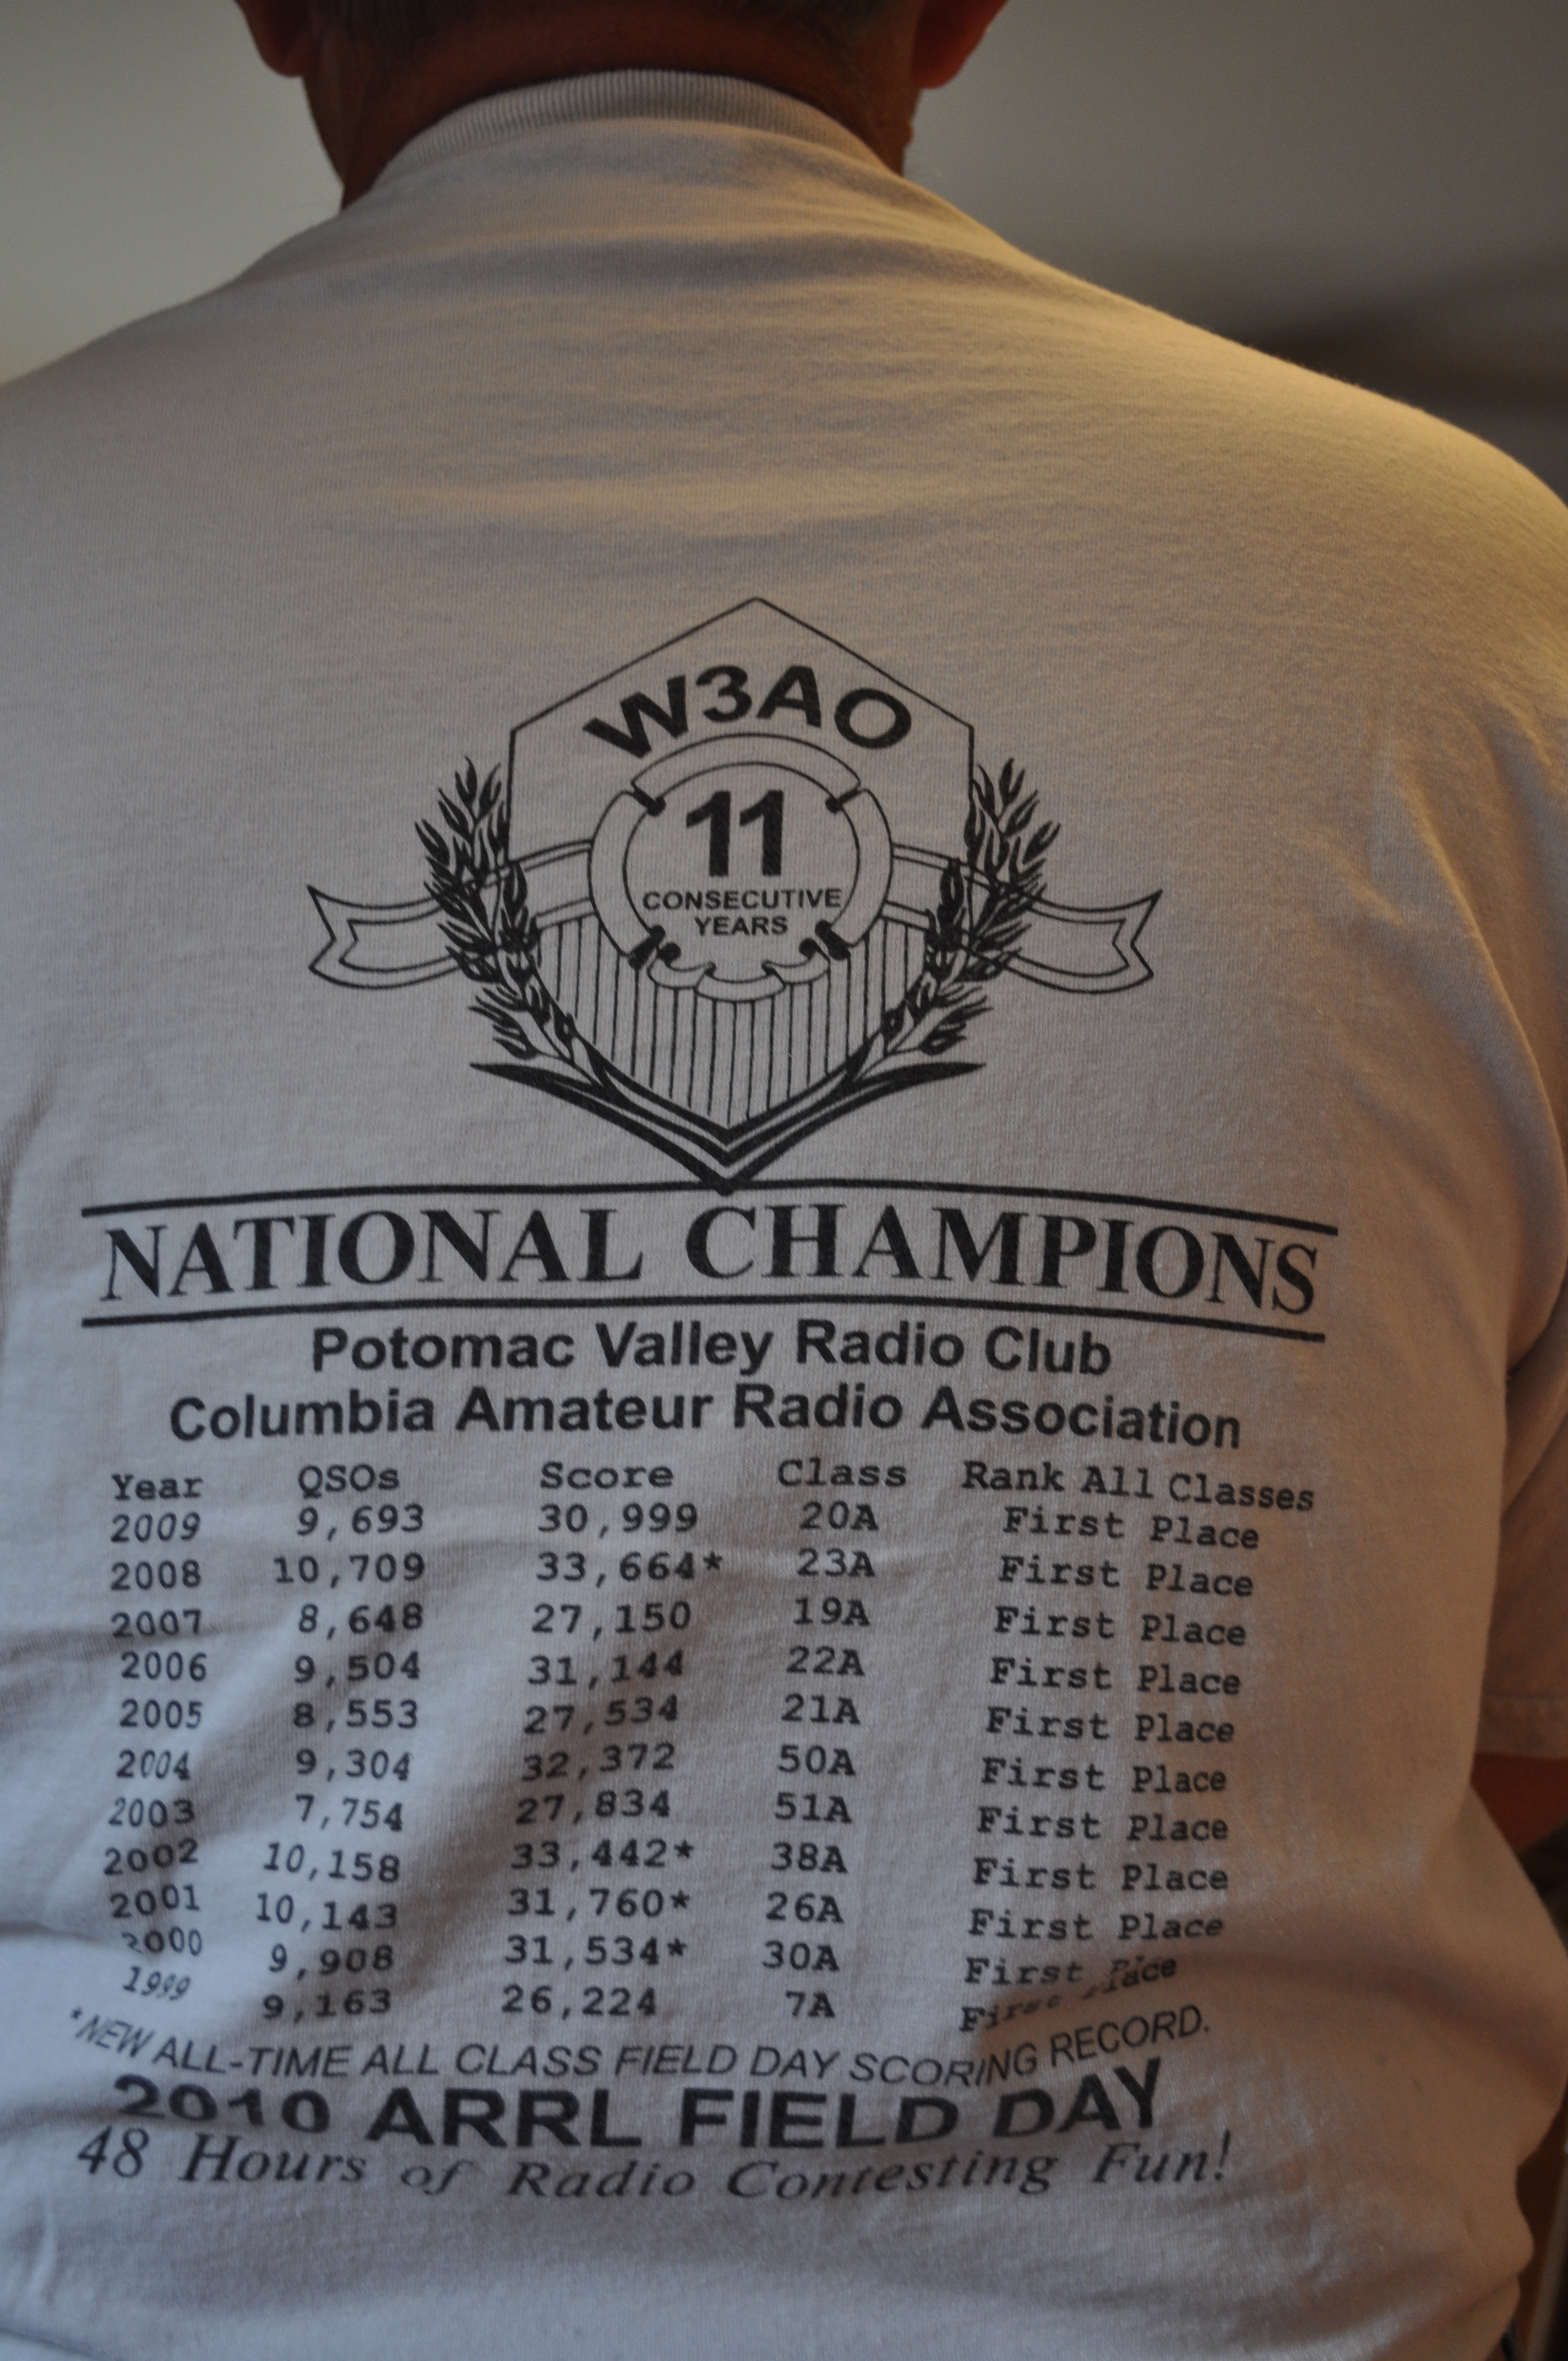 W3AO
11
CONSECUTIVE
YEARS
NATIONAL CHAMPIONS
Potomac Valley Radio Club
Columbia Amateur Radio Association
Year QSOs Score Class Rank All Classes
2009 9,693 30,999 20A First Place
2008 10,709 33,664* 23A First Place
2007 8,648 27,150 19A First Place
2006 9,504 31,144 22A First Place
2005 8,553 27,534 21A First Place
2004 9,304 32,372 50A First Place
2003 7,754 27,834 51A First Place
2002 10,158 33,442* 38A First Place
2001 10,143 31,760* 26A First Place
2000 9,908 31,534* 30A First Place
1999 9,163 26,224 7A First
*NEW ALL-TIME ALL CLASS FIELD DAY SCORING RECORD.
2010 ARRL FIELD DAY
48 Hours of Radio Contesting Fun!